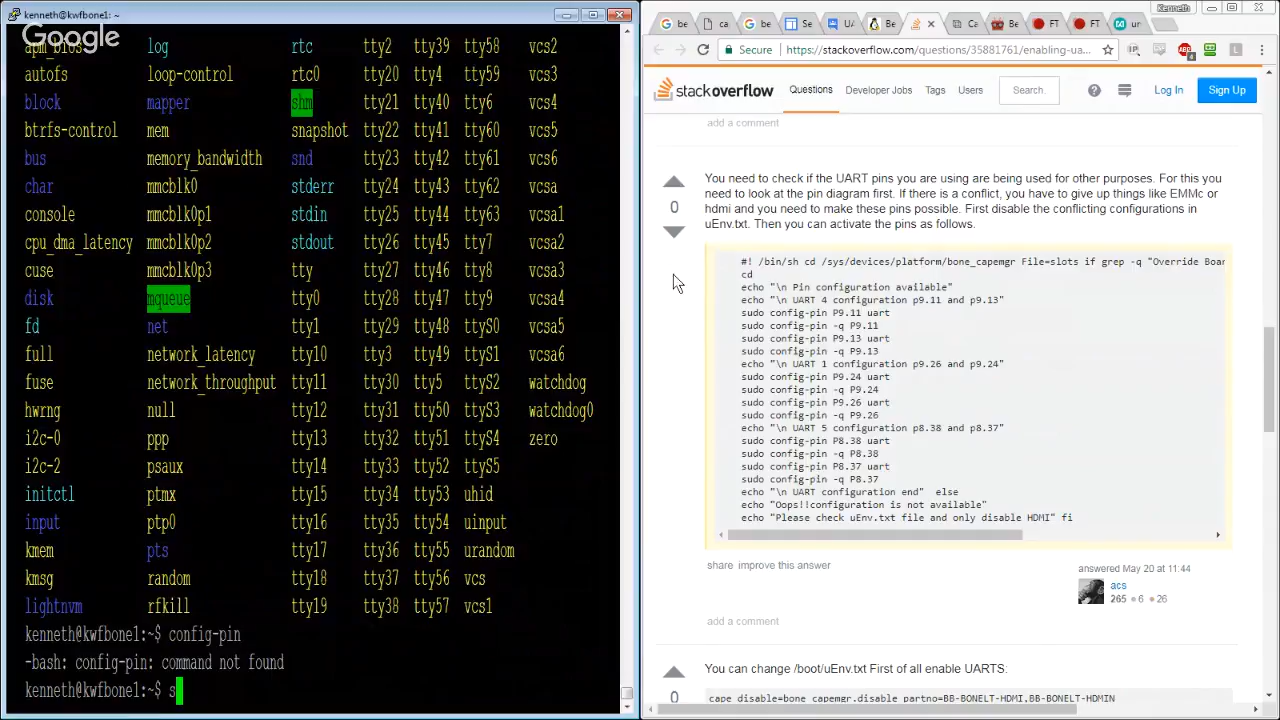 kenneth@kwfbone1: ~
Google
apm_bios log rtc tty2 tty39 tty58 vcs2
autofs loop-control rtc0 tty20 tty4 tty59 vcs3
block mapper shm tty21 tty40 tty6 vcs4
btrfs-control mem snapshot tty22 tty41 tty60 vcs5
bus memory_bandwidth snd tty23 tty42 tty61 vcs6
char mmcblk0 stderr tty24 tty43 tty62 vcsa
console mmcblk0p1 stdin tty25 tty44 tty63 vcsa1
cpu_dma_latency mmcblk0p2 stdout tty26 tty45 tty7 vcsa2
cuse mmcblk0p3 tty tty27 tty46 tty8 vcsa3
disk mqueue tty0 tty28 tty47 tty9 vcsa4
fd net tty1 tty29 tty48 ttyS0 vcsa5
full network_latency tty10 tty3 tty49 ttyS1 vcsa6
fuse network_throughput tty11 tty30 tty5 ttyS2 watchdog
hwrng null tty12 tty31 tty50 ttyS3 watchdog0
i2c-0 ppp tty13 tty32 tty51 ttyS4 zero
i2c-2 psaux tty14 tty33 tty52 ttyS5
initctl ptmx tty15 tty34 tty53 uhid
input ptp0 tty16 tty35 tty54 uinput
kmem pts tty17 tty36 tty55 urandom
kmsg random tty18 tty37 tty56 vcs
lightnvm rfkill tty19 tty38 tty57 vcs1
kenneth@kwfbone1:~$ config-pin
-bash: config-pin: command not found
kenneth@kwfbone1:~$ s
Kenneth
be ca be Se Be Ca Be FT FT ur
Secure https://stackoverflow.com/questions/35881761/enabling-ua...
stackoverflow Questions Developer Jobs Tags Users Search. Log In Sign Up
add a comment
You need to check if the UART pins you are using are being used for other purposes. For this you
need to look at the pin diagram first. If there is a conflict, you have to give up things like EMMc or
hdmi and you need to make these pins possible. First disable the conflicting configurations in
uEnv.txt. Then you can activate the pins as follows.
0
#! /bin/sh cd /sys/devices/platform/bone_capemgr File=slots if grep -q "Override Boar
cd
echo "\n Pin configuration available"
echo "\n UART 4 configuration p9.11 and p9.13"
sudo config-pin P9.11 uart
sudo config-pin -q P9.11
sudo config-pin P9.13 uart
sudo config-pin -q P9.13
echo "\n UART 1 configuration p9.26 and p9.24"
sudo config-pin P9.24 uart
sudo config-pin -q P9.24
sudo config-pin P9.26 uart
sudo config-pin -q P9.26
echo "\n UART 5 configuration p8.38 and p8.37"
sudo config-pin P8.38 uart
sudo config-pin -q P8.38
sudo config-pin P8.37 uart
sudo config-pin -q P8.37
echo "\n UART configuration end" else
echo "Oops!!configuration is not available"
echo "Please check uEnv.txt file and only disable HDMI" fi
share improve this answer
answered May 20 at 11:44
acs
265 6 26
add a comment
You can change /boot/uEnv.txt First of all enable UARTS:
0
cape_disable=bone_capemgr.disable_partno=BB-BONELT-HDMI,BB-BONELT-HDMIN